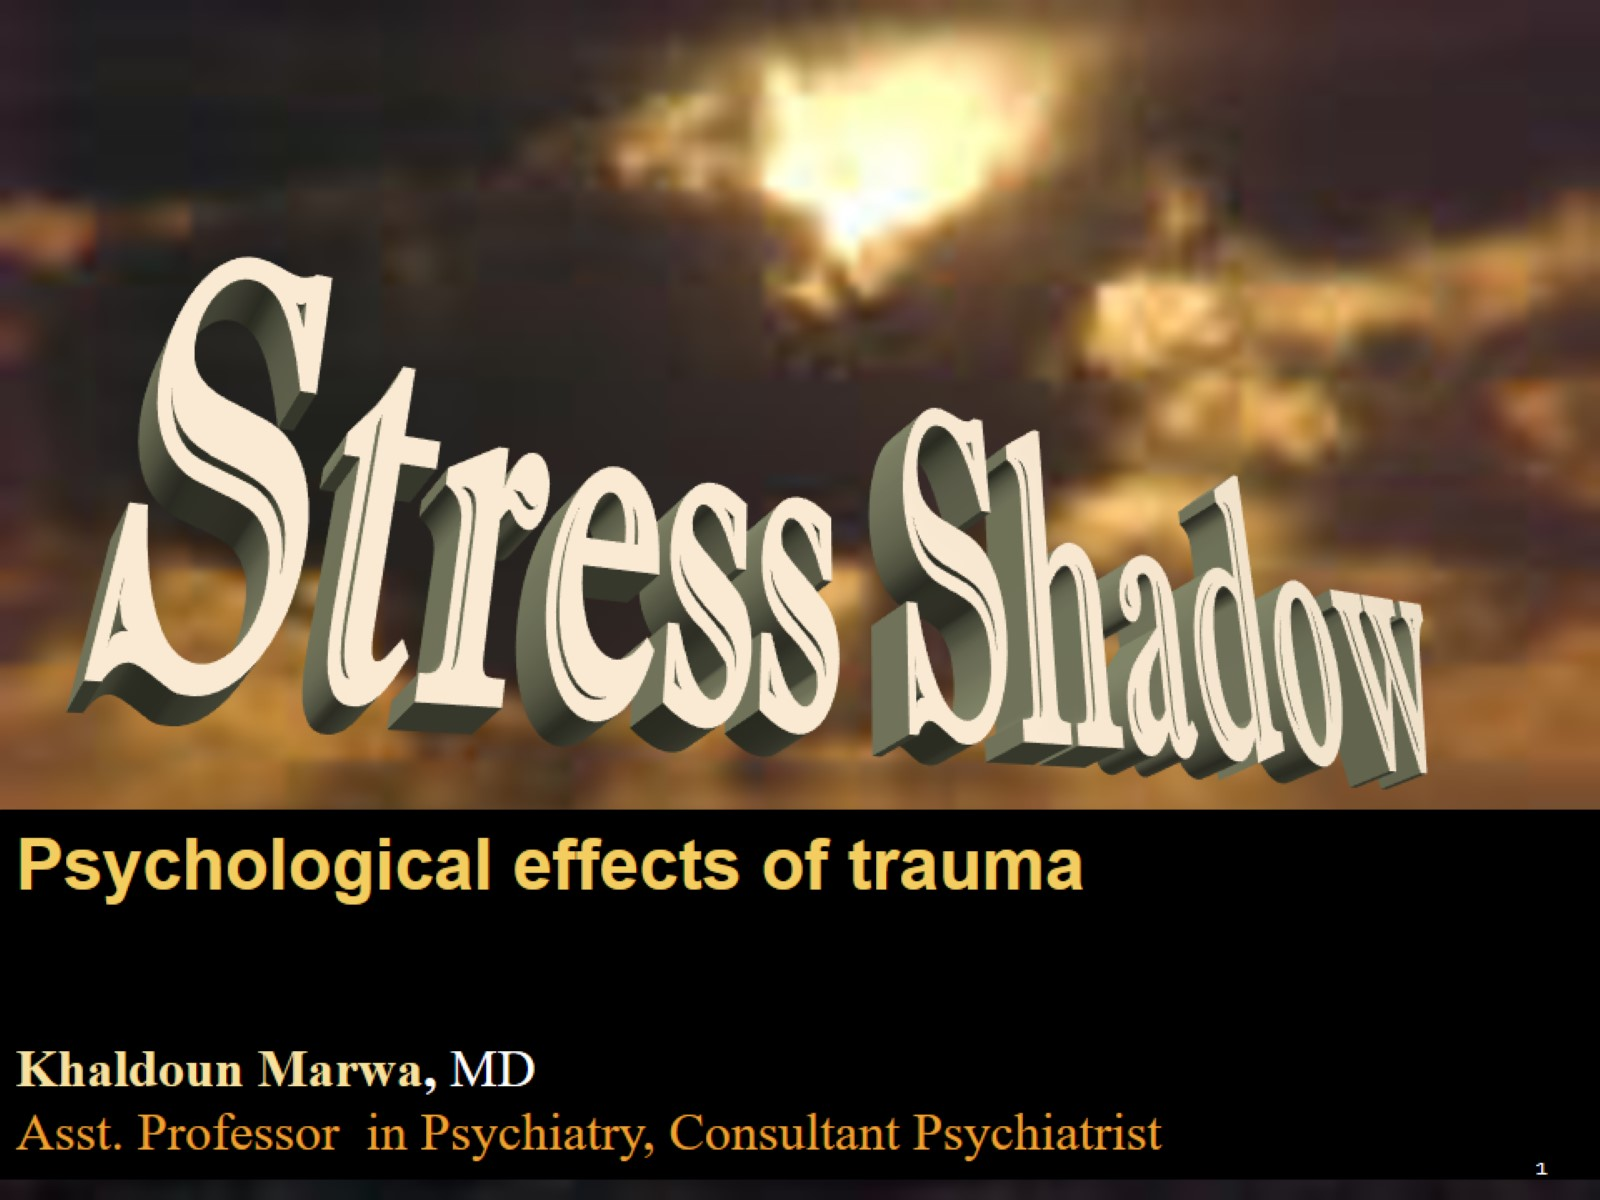 Stress Shadow
Psychological effects of trauma
Khaldoun Marwa, MD
Asst. Professor in Psychiatry, Consultant Psychiatrist
1